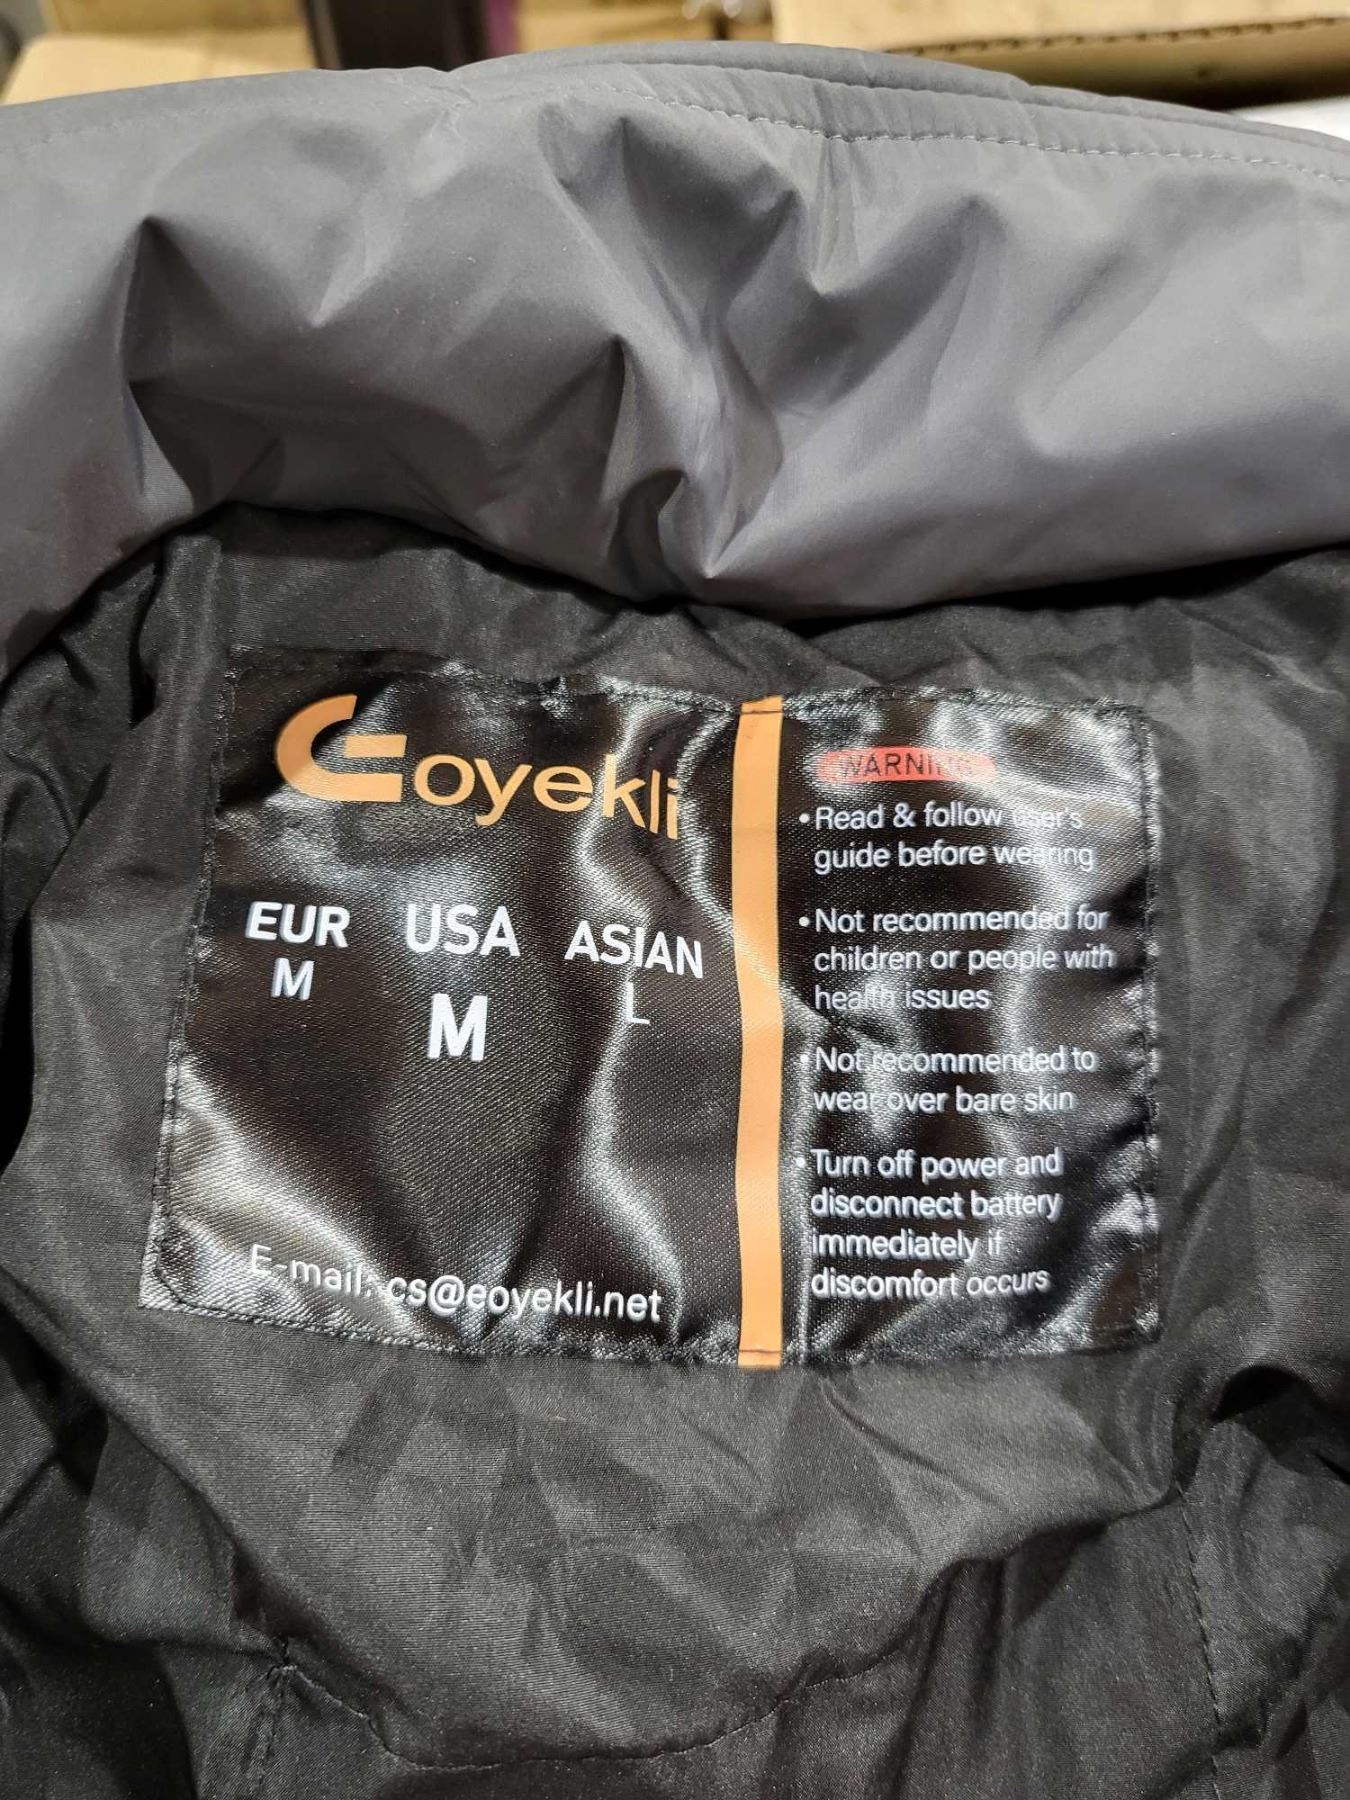 Eoyekli
EUR USA ASIAN
M M L
E-mail: cs@eoyekli.net
WARNING
•Read & follow user's
guide before wearing
•Not recommended for
children or people with
health issues
•Not recommended to
wear over bare skin
•Turn off power and
disconnect battery
immediately if
discomfort occurs